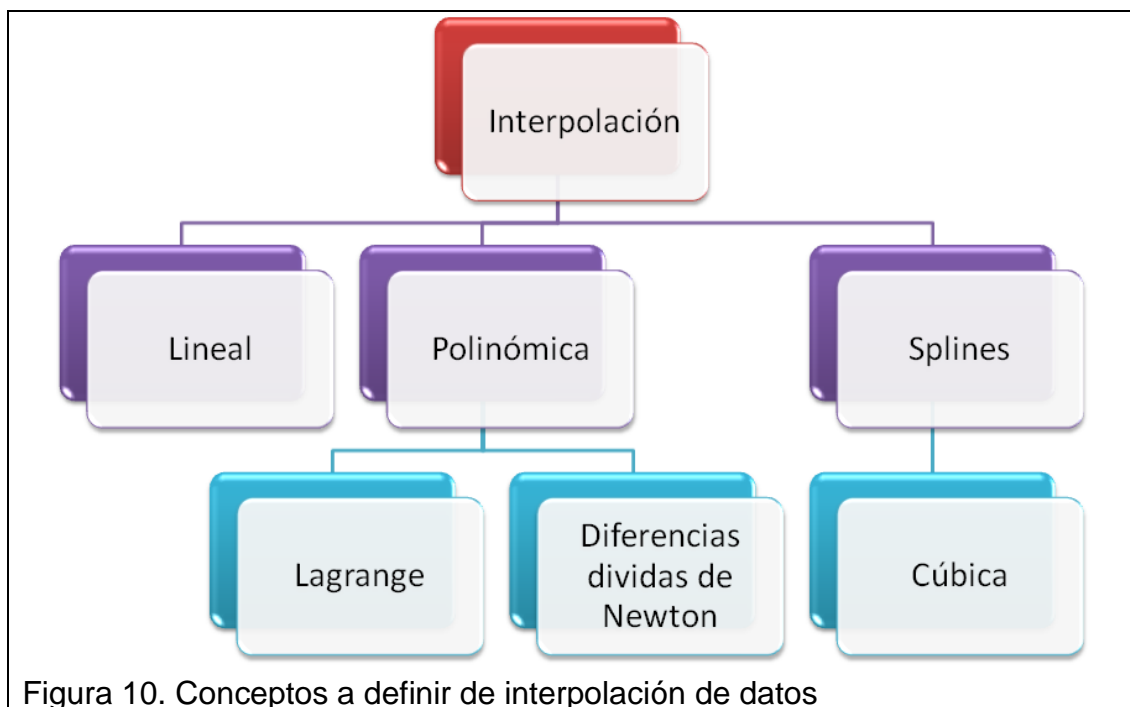 Interpolación
Lineal
Polinómica
Splines
Lagrange
Diferencias
dividas de
Newton
Cúbica
Figura 10. Conceptos a definir de interpolación de datos